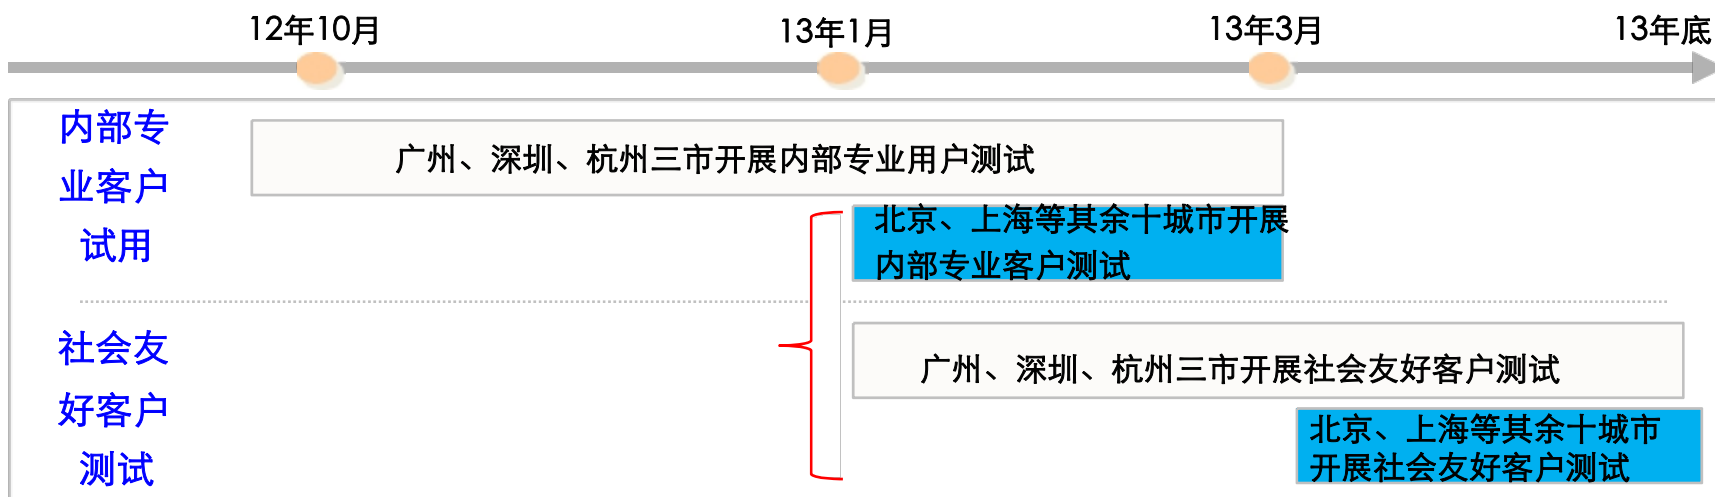 12年10月
13年1月
13年3月
13年底
内部专
业客户
试用
广州、深圳、杭州三市开展内部专业用户测试
北京、上海等其余十城市开展
内部专业客户测试
社会友
好客户
测试
广州、深圳、杭州三市开展社会友好客户测试
北京、上海等其余十城市
开展社会友好客户测试